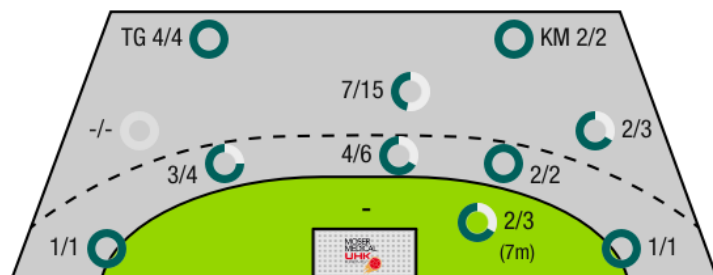 TG 4/4
KM 2/2
7/15
-/-
2/3
3/4
4/6
2/2
-
2/3
(7m)
1/1
MOSER
MEDICAL
UHK
1/1